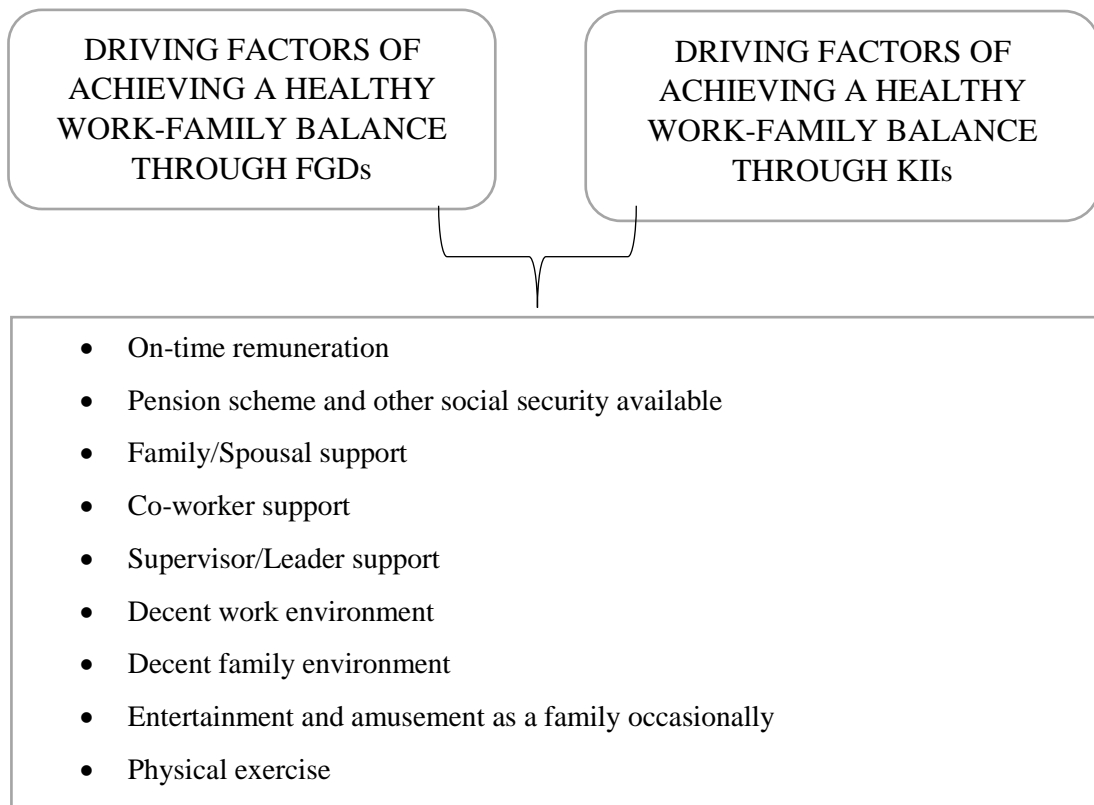 DRIVING FACTORS OF
ACHIEVING A HEALTHY
WORK-FAMILY BALANCE
THROUGH FGDs
DRIVING FACTORS OF
ACHIEVING A HEALTHY
WORK-FAMILY BALANCE
THROUGH KIIs
• On-time remuneration
• Pension scheme and other social security available
• Family/Spousal support
• Co-worker support
• Supervisor/Leader support
• Decent work environment
• Decent family environment
• Entertainment and amusement as a family occasionally
• Physical exercise